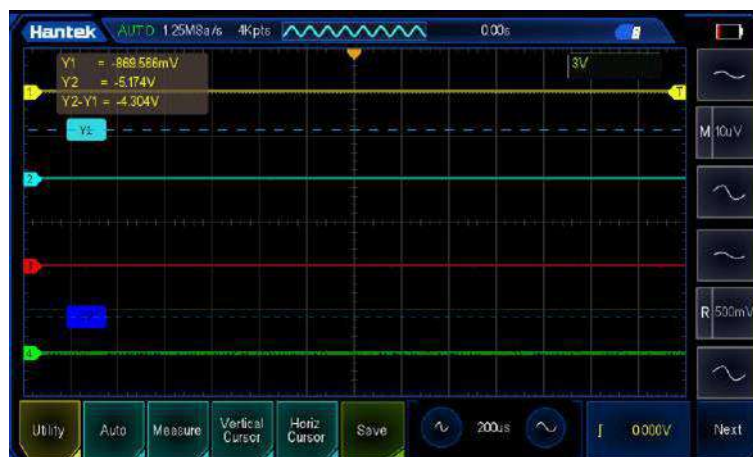 Hantek AUTO 1.25MSa/s 4Kpts 0.00s
Y1 = -869.566mV
Y2 = -5.174V
Y2-Y1 = -4.304V
3V
1
T
Y1
M 10uV
2
3
R 500mV
4
Utility Auto Measure Vertical Cursor Horiz Cursor Save 200us 0.000V Next